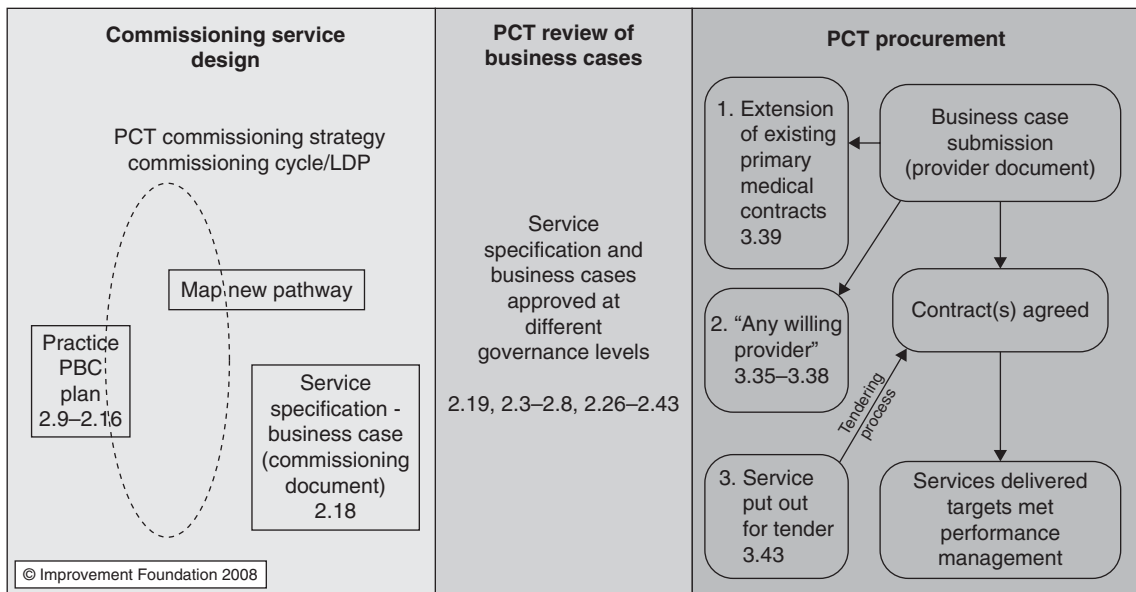 Commissioning service
design
PCT commissioning strategy
commissioning cycle/LDP
Map new pathway
Practice
PBC
plan
2.9–2.16
Service
specification -
business case
(commissioning
document)
2.18
© Improvement Foundation 2008
PCT review of
business cases
Service
specification and
business cases
approved at
different
governance levels
2.19, 2.3–2.8, 2.26–2.43
PCT procurement
1. Extension
of existing
primary
medical
contracts
3.39
Business case
submission
(provider document)
2. “Any willing
provider”
3.35–3.38
Contract(s) agreed
Tendering
process
3. Service
put out
for tender
3.43
Services delivered
targets met
performance
management